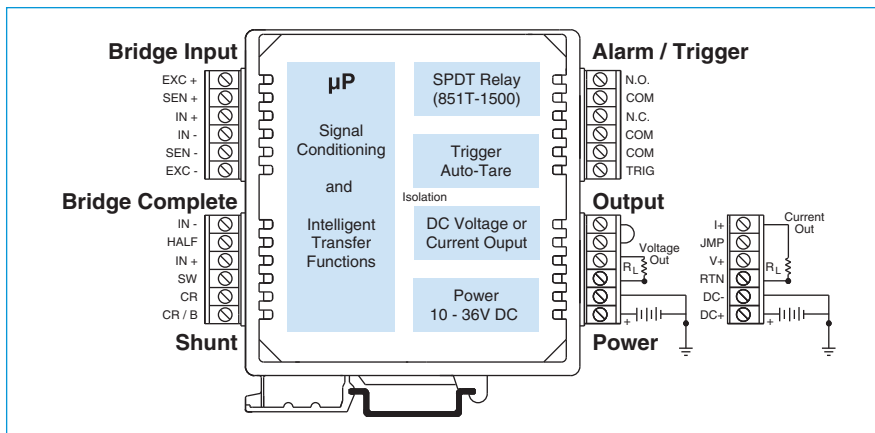 Bridge Input
EXC +
SEN +
IN +
IN -
SEN -
EXC -
Bridge Complete
IN -
HALF
IN +
SW
CR
CR / B
Shunt
µP
Signal
Conditioning
and
Intelligent
Transfer
Functions
SPDT Relay
(851T-1500)
Trigger
Auto-Tare
Isolation
DC Voltage or
Current Ouput
Power
10 - 36V DC
Alarm / Trigger
N.O.
COM
N.C.
COM
COM
TRIG
Output
Voltage
Out
RL
+
Power
I+
JMP
V+
RTN
DC-
DC+
Current
Out
RL
+